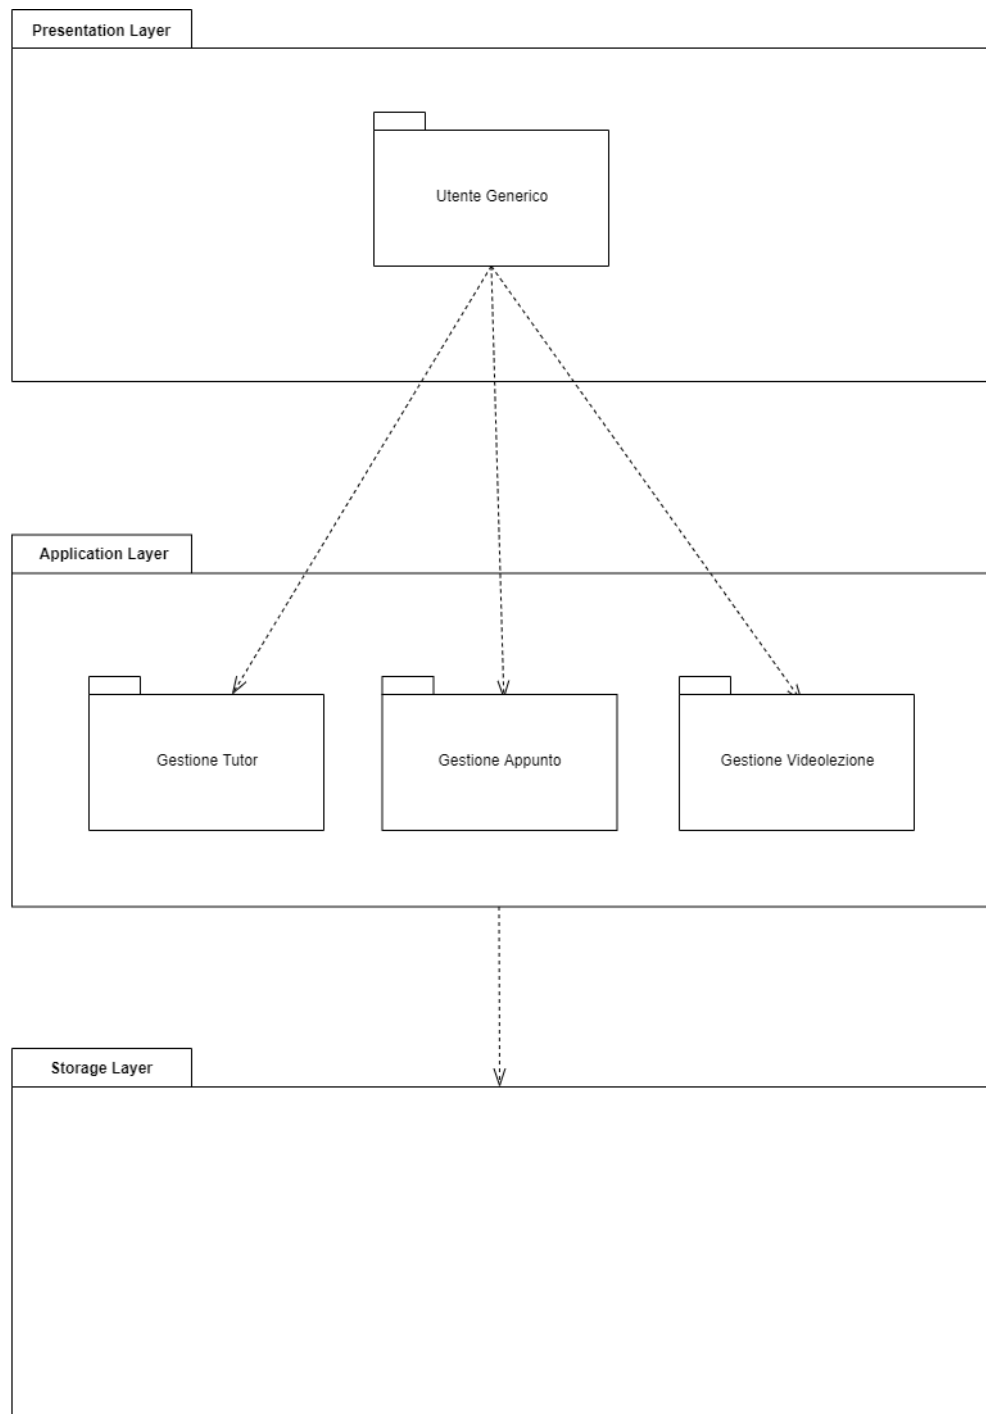 Presentation Layer
Utente Generico
Application Layer
Gestione Tutor
Gestione Appunto
Gestione Videolezione
Storage Layer